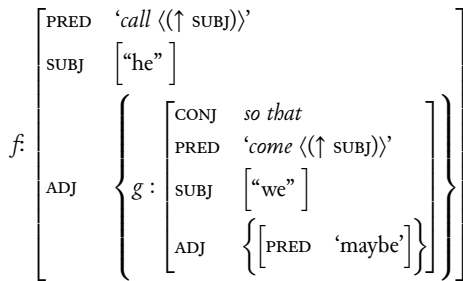 PRED ‘call ⟨(↑ SUBJ)⟩’
SUBJ [“he” ]
CONJ so that
f: PRED ‘come ⟨(↑ SUBJ)⟩’
ADJ { g : SUBJ [“we” ] }
ADJ {[PRED ‘maybe’]}